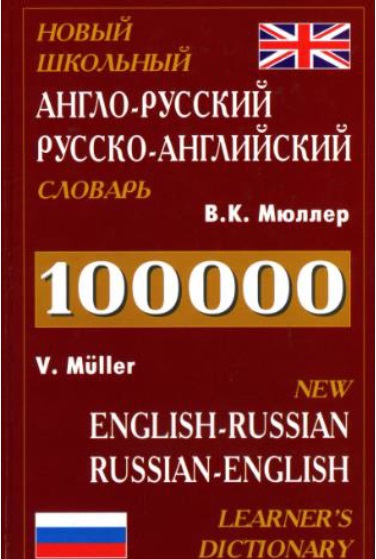 НОВЫЙ
ШКОЛЬНЫЙ
АНГЛО-РУССКИЙ
РУССКО-АНГЛИЙСКИЙ
СЛОВАРЬ
В.К. Мюллер
100000
V. Müller
NEW
ENGLISH-RUSSIAN
RUSSIAN-ENGLISH
LEARNER'S
DICTIONARY